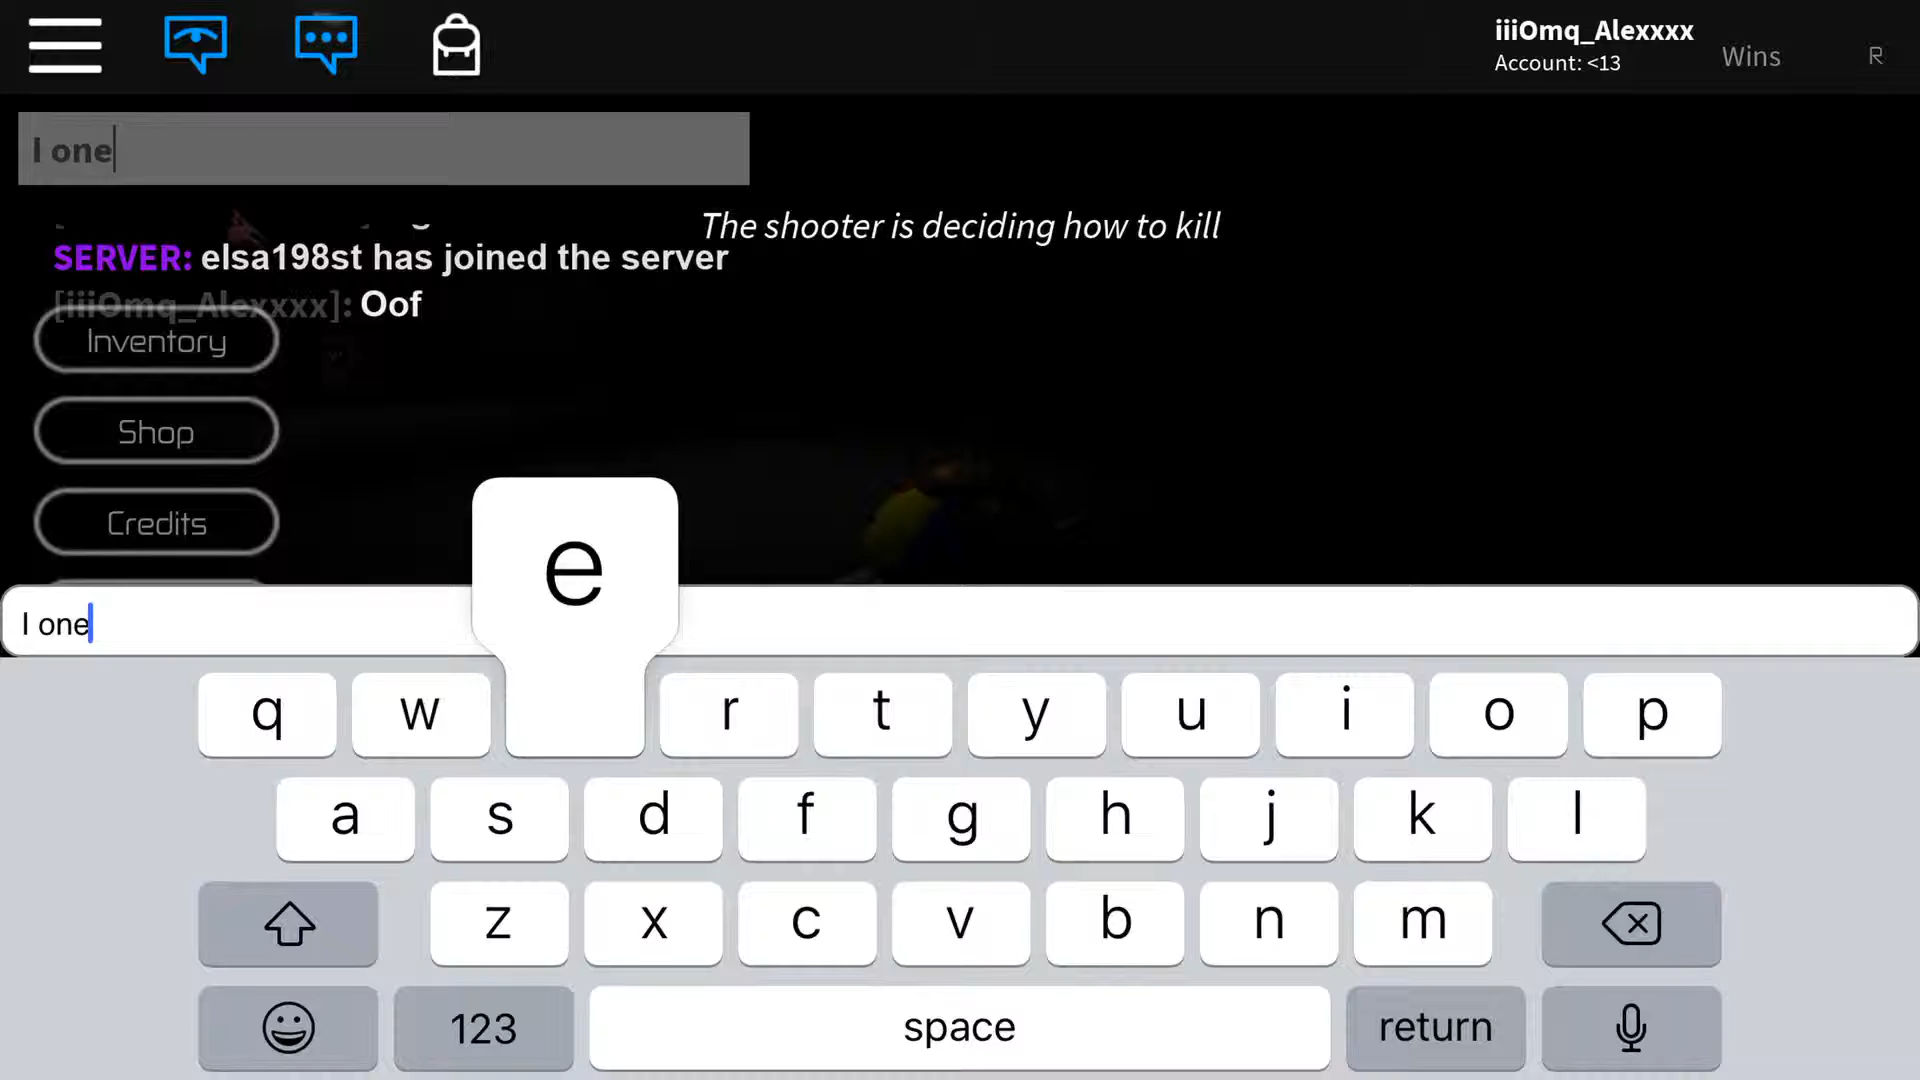 iiiOmq_Alexxxx
Account: <13
Wins
R
I one
The shooter is deciding how to kill
SERVER: elsa198st has joined the server
[iiiOmq_Alexxxx]: Oof
Inventory
Shop
Credits
e
I one
q w r t y u i o p
a s d f g h j k l
z x c v b n m
123 space return